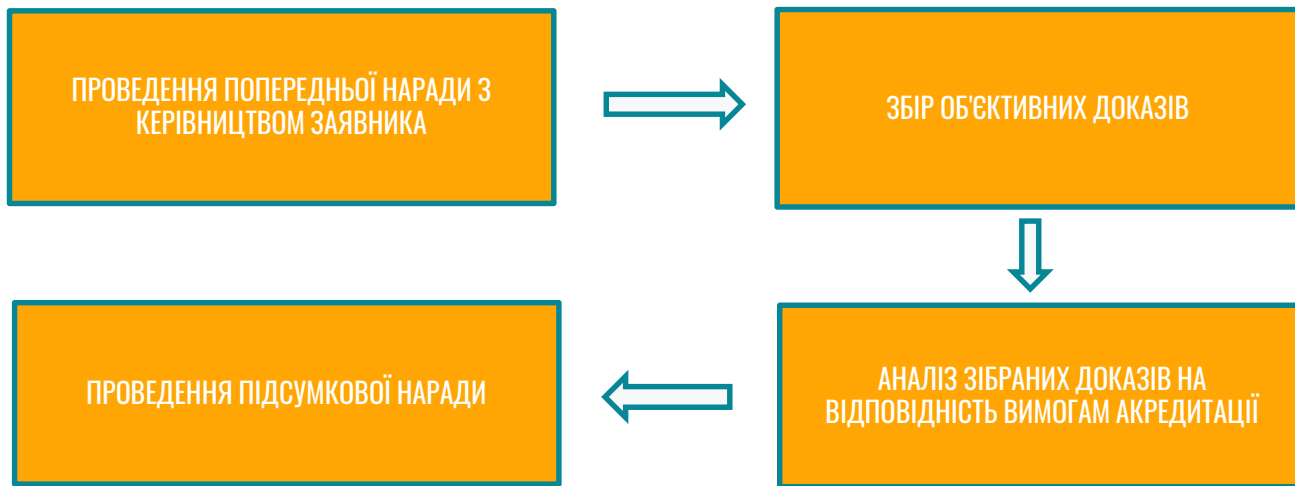 ПРОВЕДЕННЯ ПОПЕРЕДНЬОЇ НАРАДИ З
КЕРІВНИЦТВОМ ЗАЯВНИКА
ЗБІР ОБ'ЄКТИВНИХ ДОКАЗІВ
АНАЛІЗ ЗІБРАНИХ ДОКАЗІВ НА
ВІДПОВІДНІСТЬ ВИМОГАМ АКРЕДИТАЦІЇ
ПРОВЕДЕННЯ ПІДСУМКОВОЇ НАРАДИ